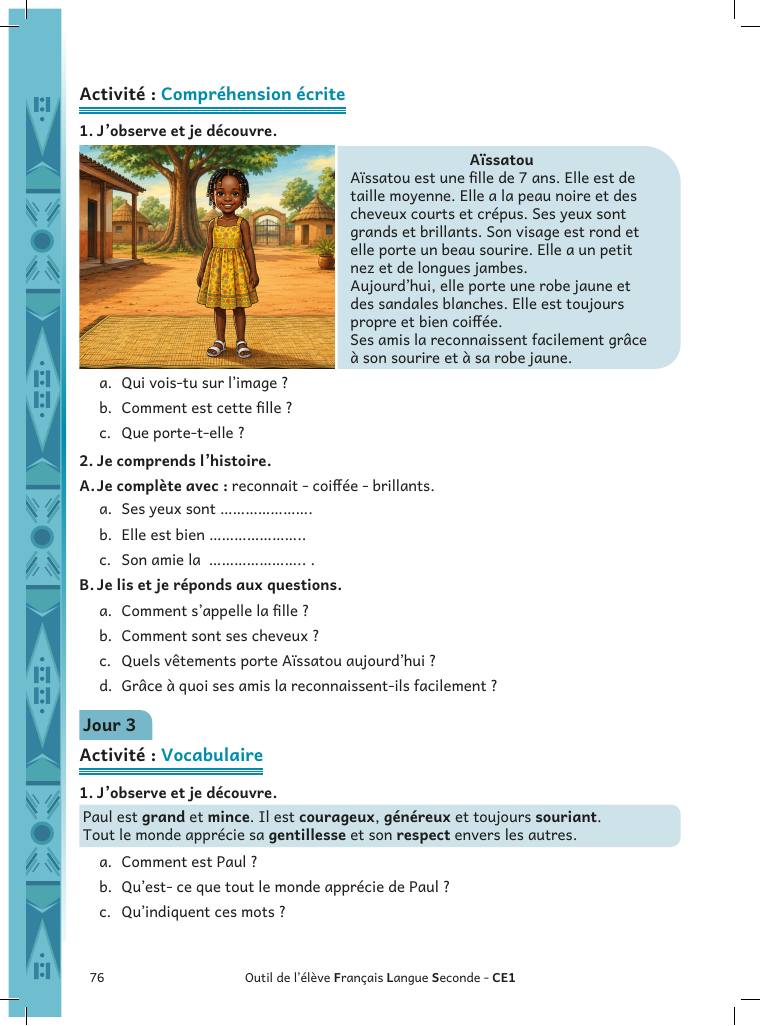 Activité : Compréhension écrite
1. J’observe et je découvre.
Aïssatou
Aïssatou est une fille de 7 ans. Elle est de
taille moyenne. Elle a la peau noire et des
cheveux courts et crépus. Ses yeux sont
grands et brillants. Son visage est rond et
elle porte un beau sourire. Elle a un petit
nez et de longues jambes.
Aujourd’hui, elle porte une robe jaune et
des sandales blanches. Elle est toujours
propre et bien coiffée.
Ses amis la reconnaissent facilement grâce
à son sourire et à sa robe jaune.
a. Qui vois-tu sur l’image ?
b. Comment est cette fille ?
c. Que porte-t-elle ?
2. Je comprends l’histoire.
A. Je complète avec : reconnait - coiffée - brillants.
a. Ses yeux sont .....................
b. Elle est bien ......................
c. Son amie la ...................... .
B. Je lis et je réponds aux questions.
a. Comment s’appelle la fille ?
b. Comment sont ses cheveux ?
c. Quels vêtements porte Aïssatou aujourd’hui ?
d. Grâce à quoi ses amis la reconnaissent-ils facilement ?
Jour 3
Activité : Vocabulaire
1. J’observe et je découvre.
Paul est grand et mince. Il est courageux, généreux et toujours souriant.
Tout le monde apprécie sa gentillesse et son respect envers les autres.
a. Comment est Paul ?
b. Qu’est- ce que tout le monde apprécie de Paul ?
c. Qu’indiquent ces mots ?
76 Outil de l’élève Français Langue Seconde - CE1